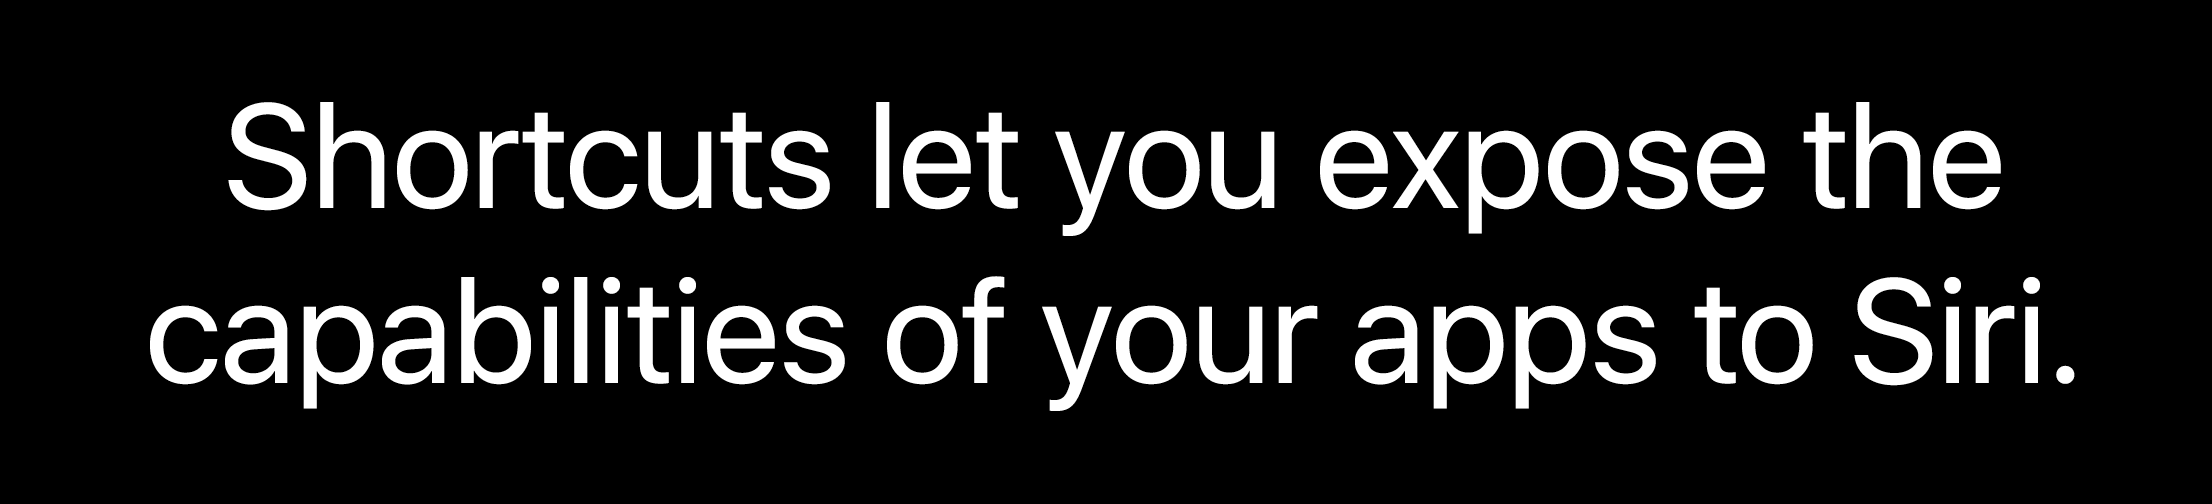 Shortcuts let you expose the
capabilities of your apps to Siri.